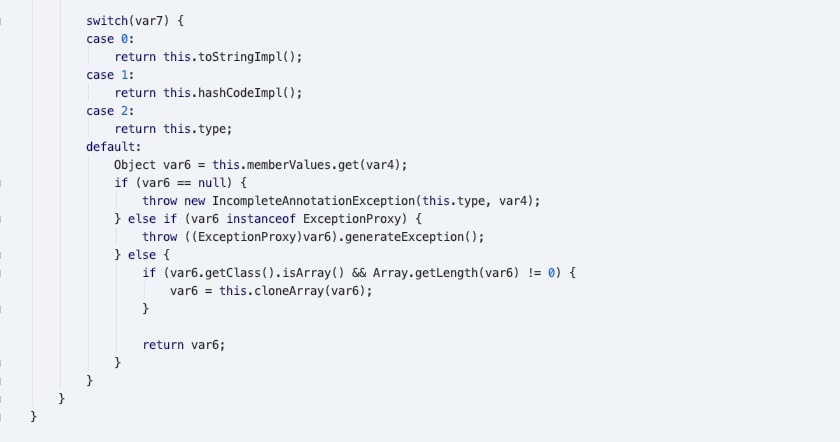 switch(var7) {
case 0:
return this.toStringImpl();
case 1:
return this.hashCodeImpl();
case 2:
return this.type;
default:
Object var6 = this.memberValues.get(var4);
if (var6 == null) {
throw new IncompleteAnnotationException(this.type, var4);
} else if (var6 instanceof ExceptionProxy) {
throw ((ExceptionProxy)var6).generateException();
} else {
if (var6.getClass().isArray() && Array.getLength(var6) != 0) {
var6 = this.cloneArray(var6);
}
return var6;
}
}
}
}